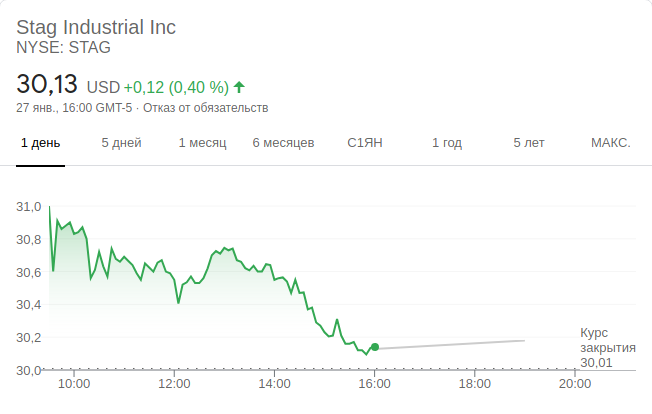 Stag Industrial Inc
NYSE: STAG
30,13 USD +0,12 (0,40 %)
27 янв., 16:00 GMT-5 · Отказ от обязательств
1 день 5 дней 1 месяц 6 месяцев С1ЯН 1 год 5 лет МАКС.
31,0
30,8
30,6
30,4
30,2
30,0
Курс
закрытия
30,01
10:00 12:00 14:00 16:00 18:00 20:00